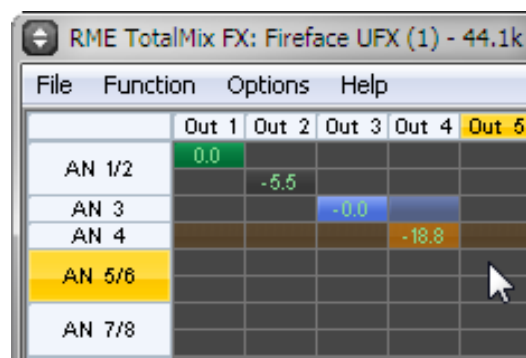 RME TotalMix FX: Fireface UFX (1) - 44.1k
File Function Options Help
Out 1 Out 2 Out 3 Out 4 Out 5
AN 1/2 0.0
-5.5
AN 3 -0.0
AN 4 -18.8
AN 5/6
AN 7/8